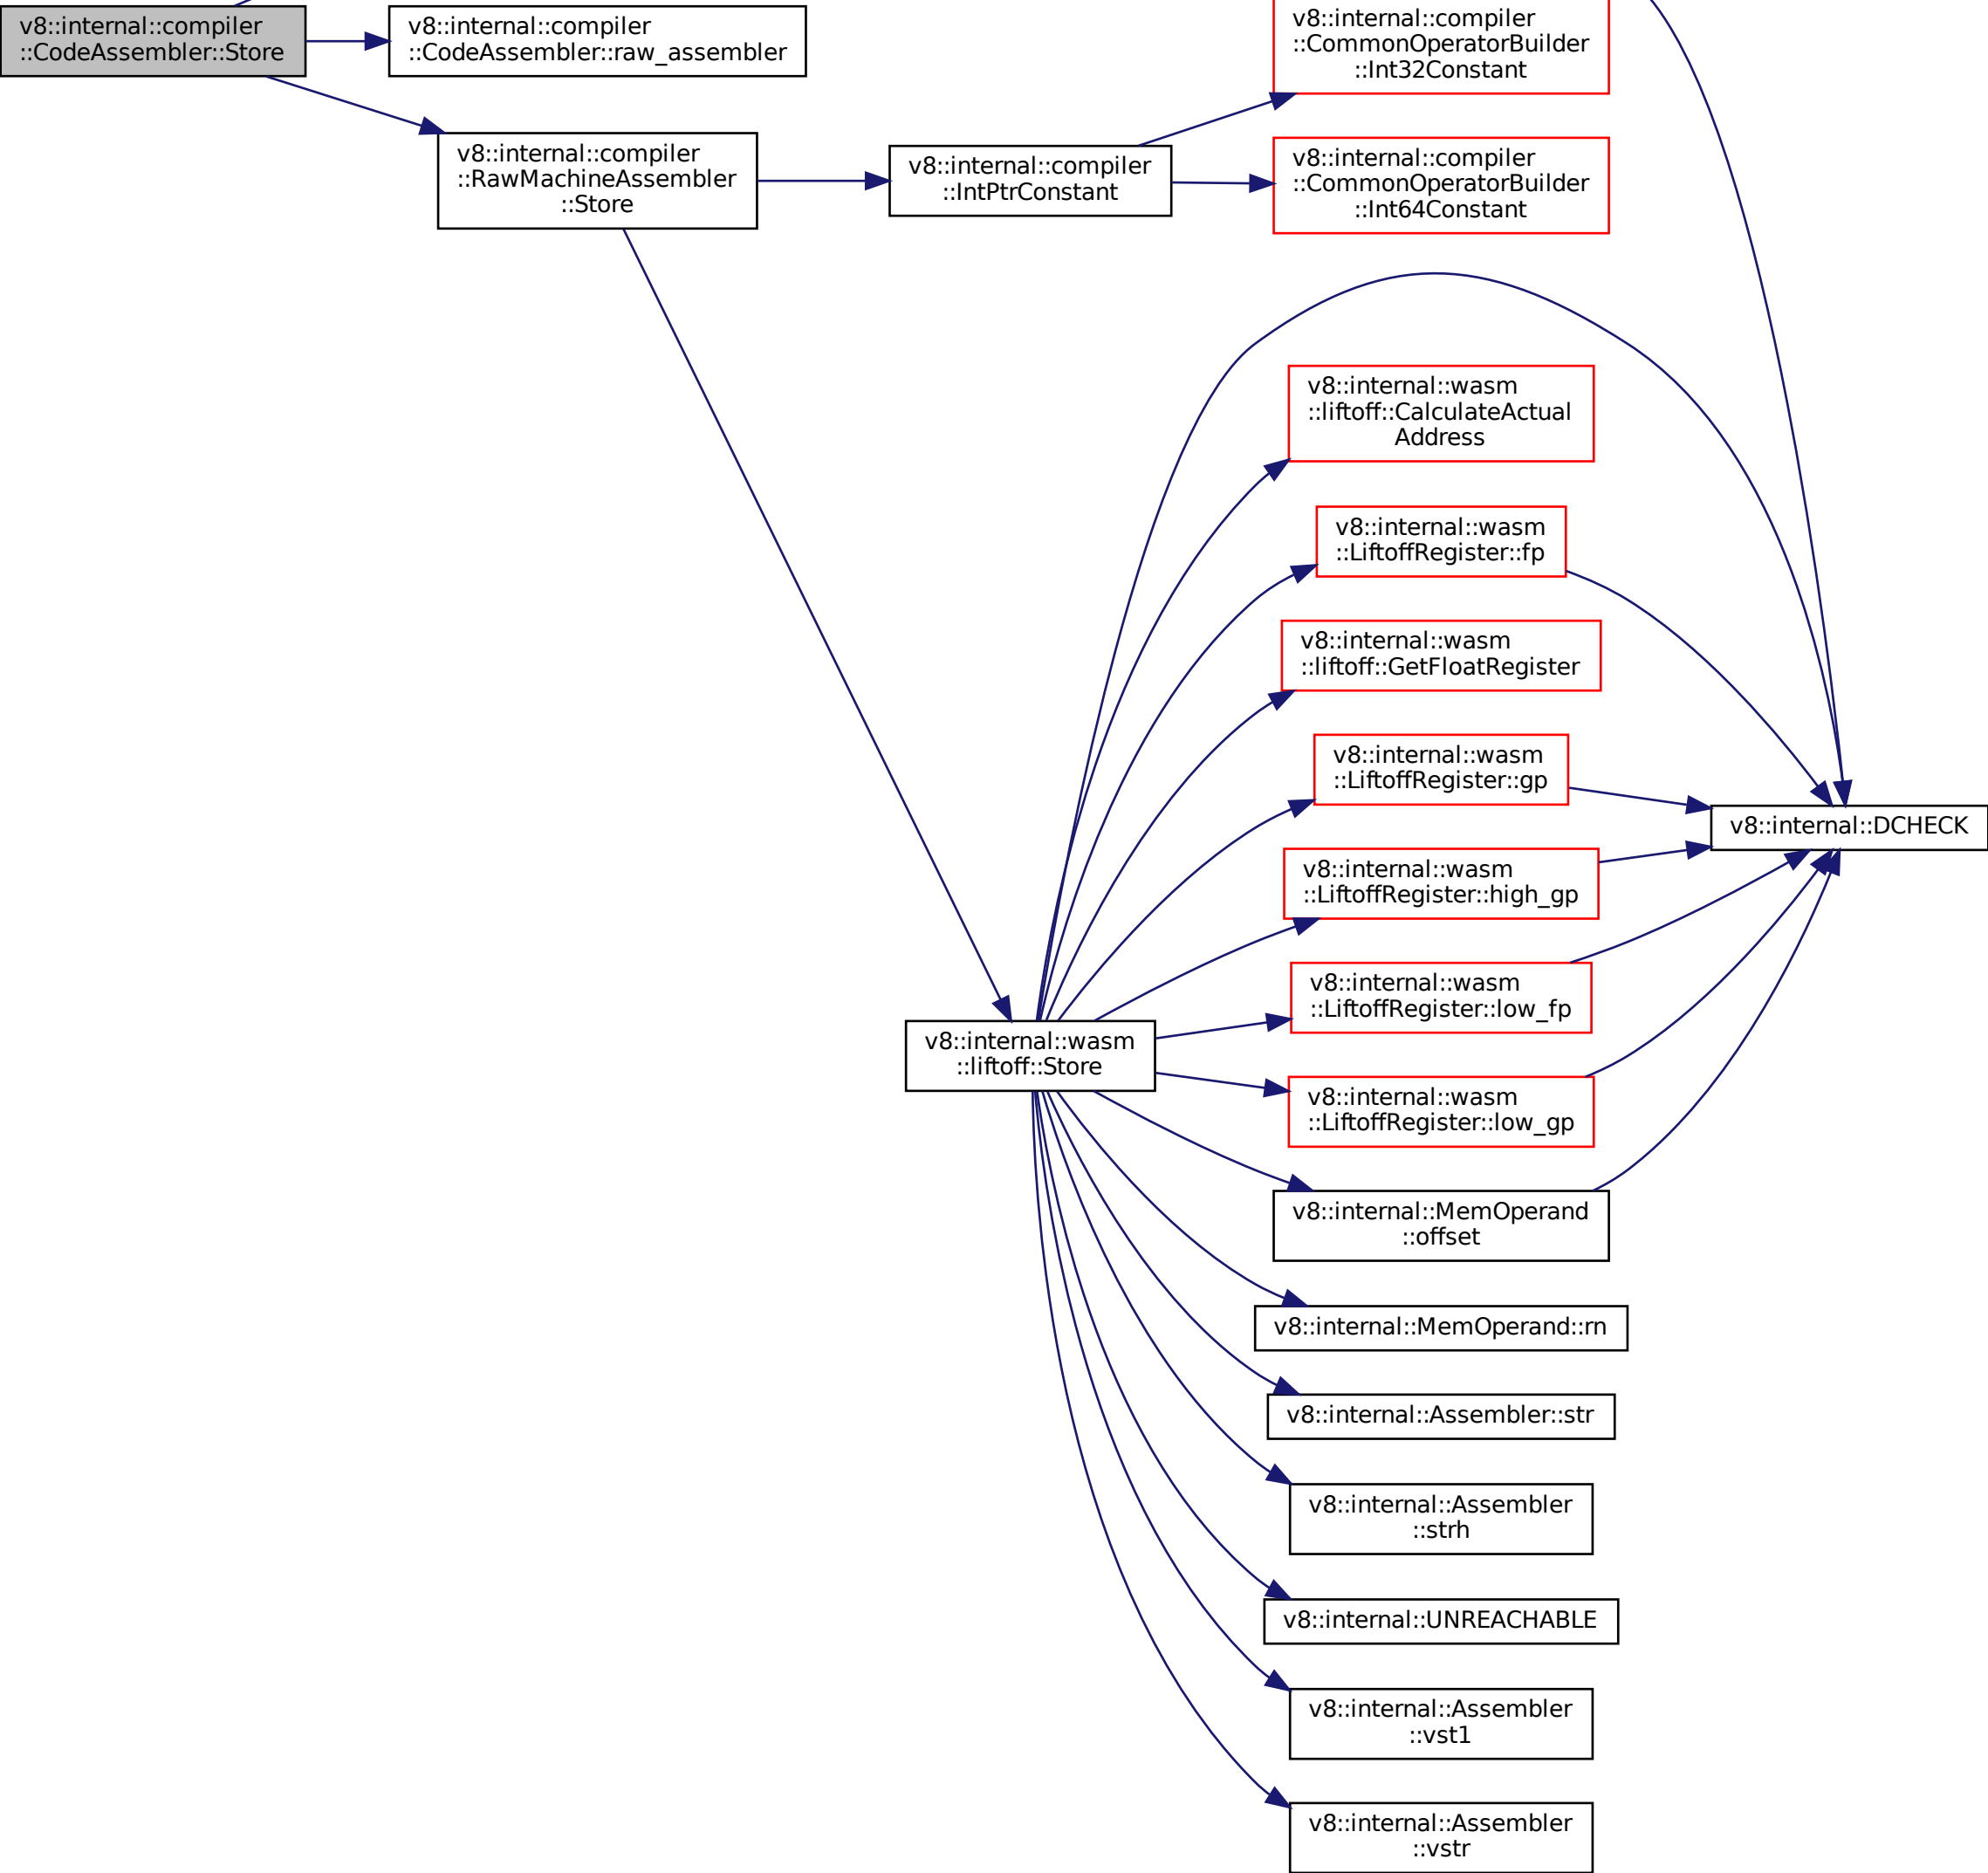 v8::internal::compiler
::CodeAssembler::Store
v8::internal::compiler
::CodeAssembler::raw_assembler
v8::internal::compiler
::RawMachineAssembler
::Store
v8::internal::compiler
::IntPtrConstant
v8::internal::compiler
::CommonOperatorBuilder
::Int32Constant
v8::internal::compiler
::CommonOperatorBuilder
::Int64Constant
v8::internal::wasm
::liftoff::Store
v8::internal::wasm
::liftoff::CalculateActual
Address
v8::internal::wasm
::LiftoffRegister::fp
v8::internal::wasm
::liftoff::GetFloatRegister
v8::internal::wasm
::LiftoffRegister::gp
v8::internal::wasm
::LiftoffRegister::high_gp
v8::internal::wasm
::LiftoffRegister::low_fp
v8::internal::wasm
::LiftoffRegister::low_gp
v8::internal::MemOperand
::offset
v8::internal::MemOperand::rn
v8::internal::Assembler::str
v8::internal::Assembler
::strh
v8::internal::UNREACHABLE
v8::internal::Assembler
::vst1
v8::internal::Assembler
::vstr
v8::internal::DCHECK